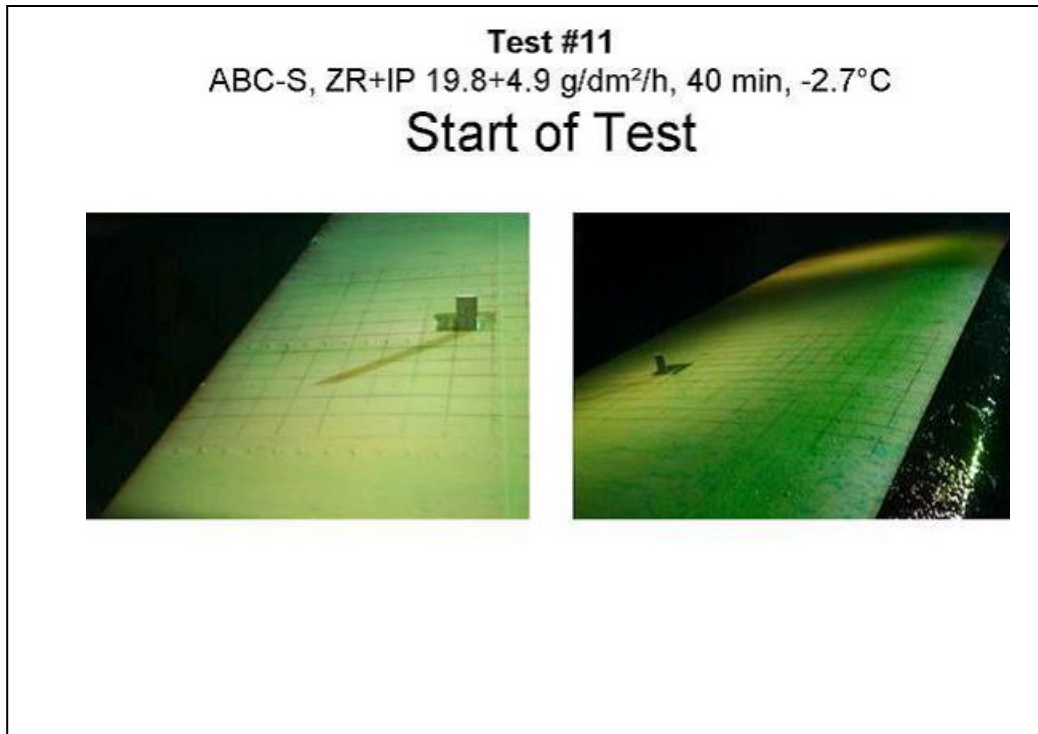 Test #11
ABC-S, ZR+IP 19.8+4.9 g/dm²/h, 40 min, -2.7°C
Start of Test